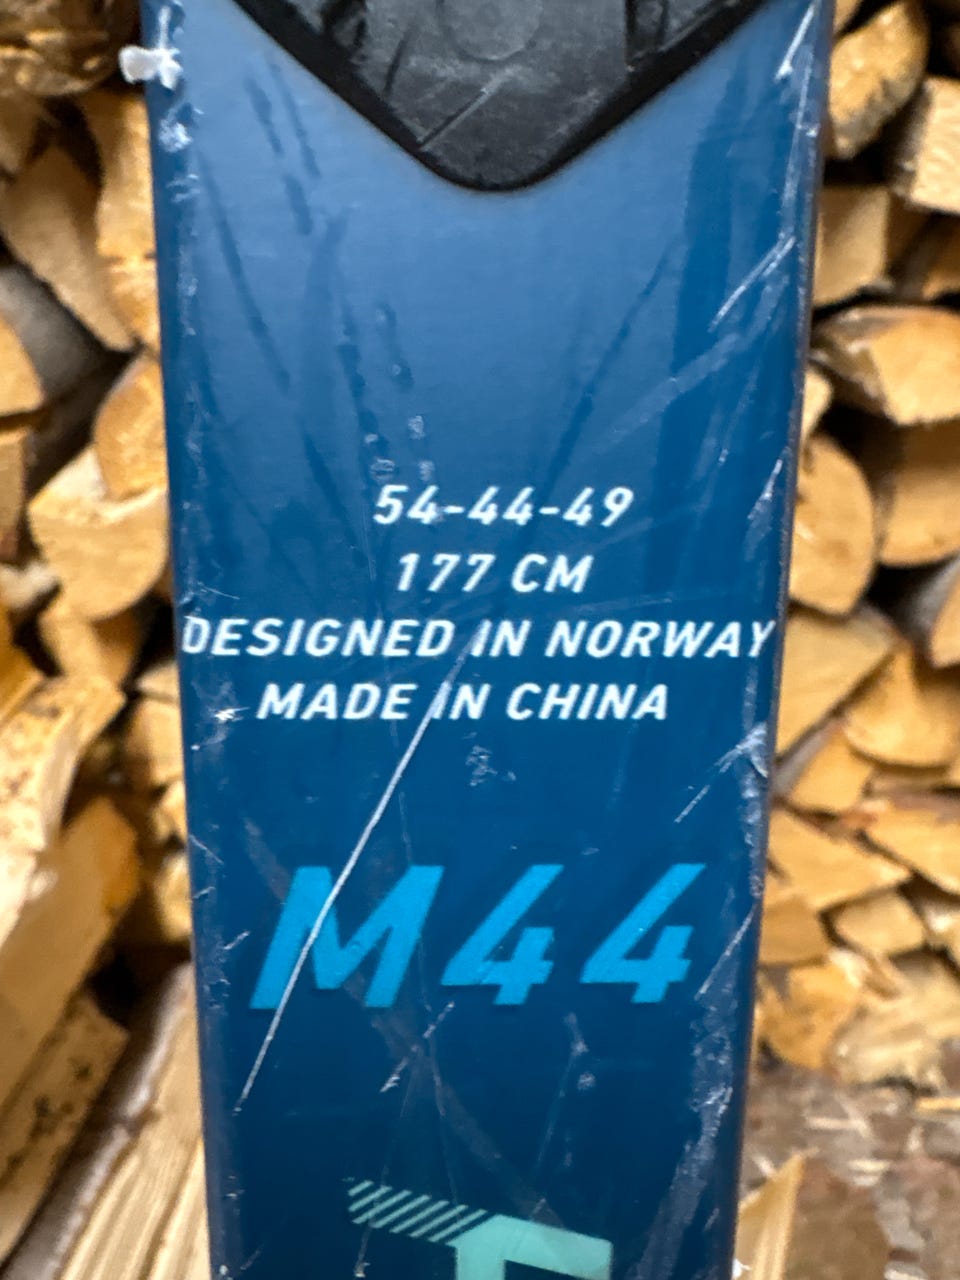 54-44-49
177 CM
DESIGNED IN NORWAY
MADE IN CHINA
M44